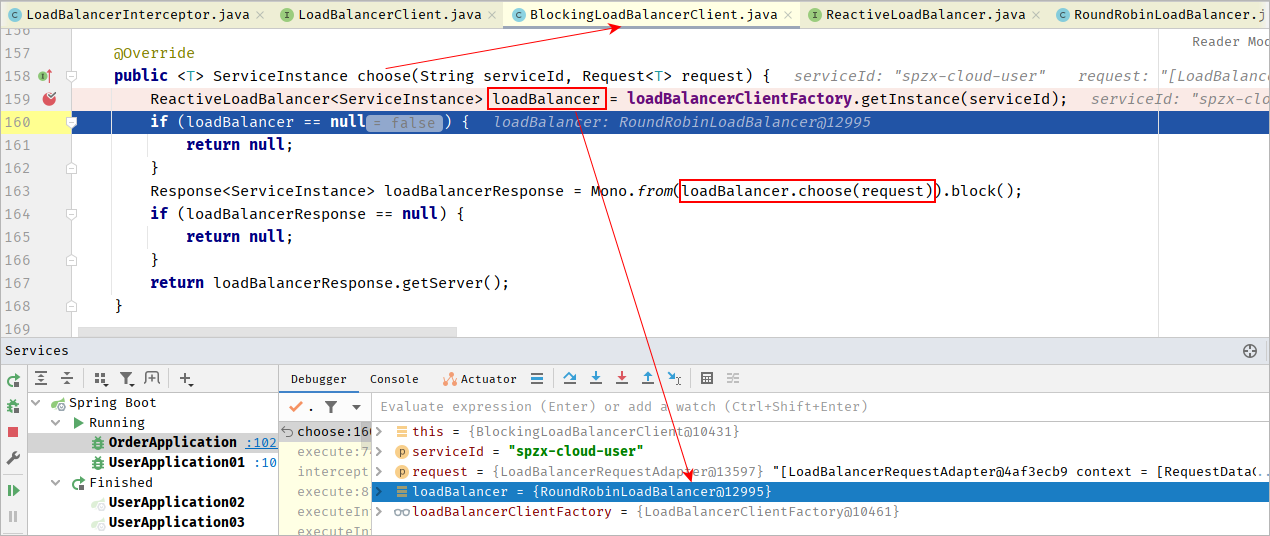 LoadBalancerInterceptor.java LoadBalancerClient.java BlockingLoadBalancerClient.java ReactiveLoadBalancer.java RoundRobinLoadBalancer.j
156 Reader Mod
157 @Override
158 public <T> ServiceInstance choose(String serviceId, Request<T> request) { serviceId: "spzx-cloud-user" request: "[LoadBalanc
159 ReactiveLoadBalancer<ServiceInstance> loadBalancer = loadBalancerClientFactory.getInstance(serviceId); serviceId: "spzx-clo
160 if (loadBalancer == null = false ) { loadBalancer: RoundRobinLoadBalancer@12995
161 return null;
162 }
163 Response<ServiceInstance> loadBalancerResponse = Mono.from(loadBalancer.choose(request)).block();
164 if (loadBalancerResponse == null) {
165 return null;
166 }
167 return loadBalancerResponse.getServer();
168 }
169
Services
Debugger Console Actuator
Spring Boot
Running
OrderApplication :102
UserApplication01 :10
Finished
UserApplication02
UserApplication03
Evaluate expression (Enter) or add a watch (Ctrl+Shift+Enter)
choose:160 this = {BlockingLoadBalancerClient@10431}
execute:78 serviceId = "spzx-cloud-user"
intercept: request = {LoadBalancerRequestAdapter@13597} "[LoadBalancerRequestAdapter@4af3ecb9 context = [RequestData(...
execute:8 loadBalancer = {RoundRobinLoadBalancer@12995}
executeIn loadBalancerClientFactory = {LoadBalancerClientFactory@10461}
executeIn